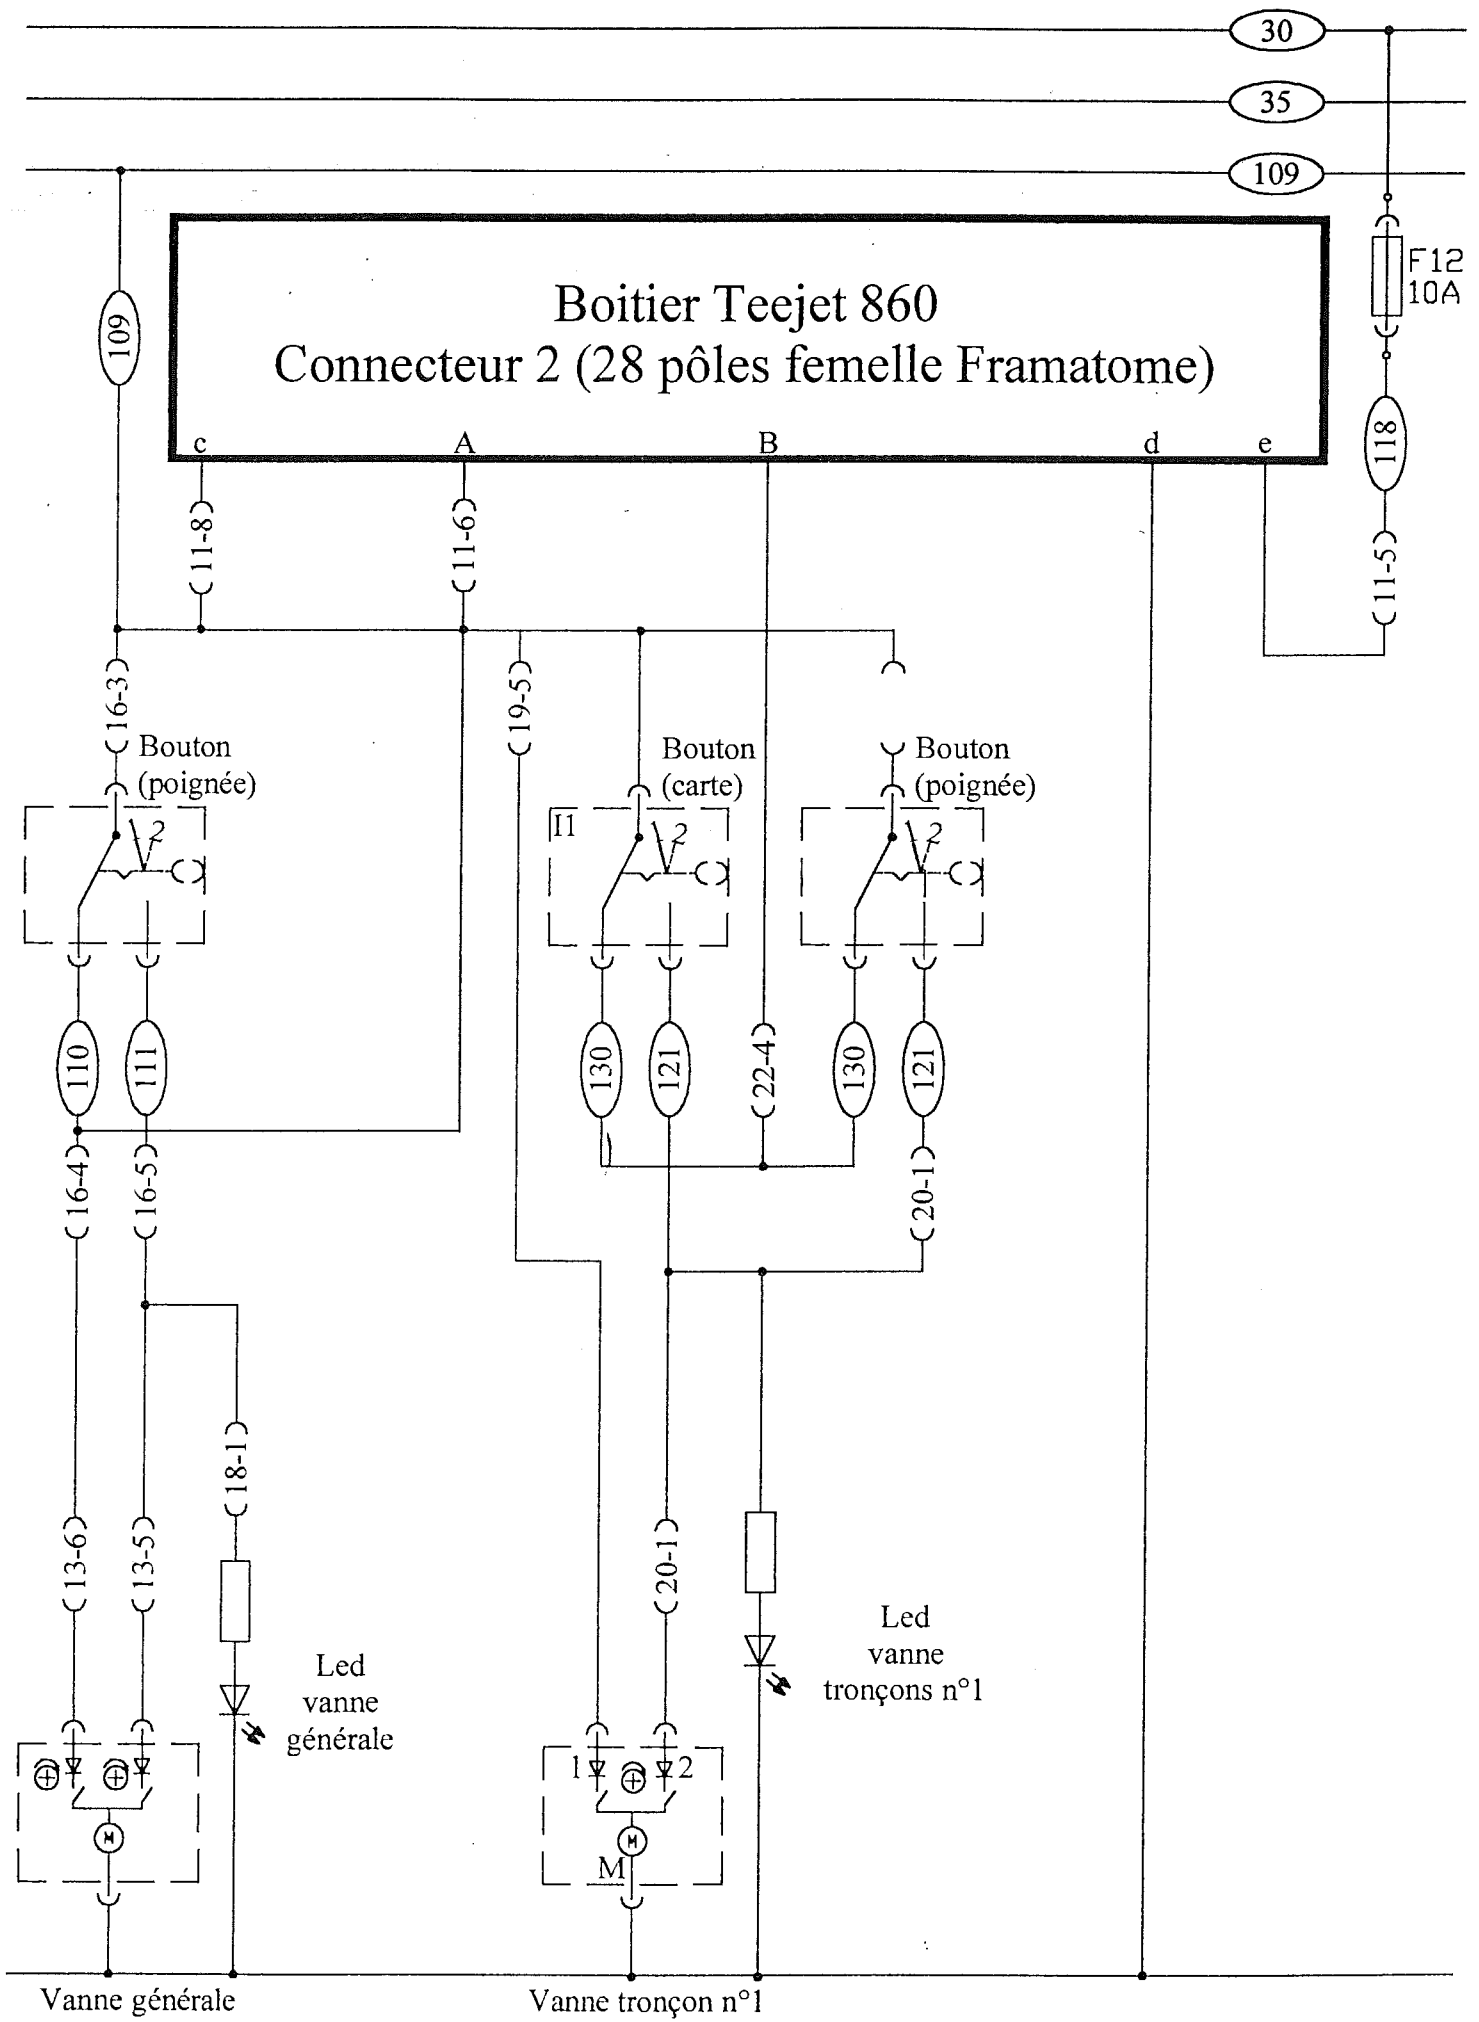 30
35
109
F12
10A
109
Boitier Teejet 860
Connecteur 2 (28 pôles femelle Framatome)
118
c A B d e
11-8
11-6
11-5
16-3
19-5
Bouton
(poignée)
Bouton
(carte)
Bouton
(poignée)
2
I1
2
2
110
111
130
121
22-4
130
121
16-4
16-5
20-1
18-1
13-6
13-5
20-1
Led
vanne
générale
Led
vanne
tronçons n°1
1 2
M
M
M
Vanne générale
Vanne tronçon n°1